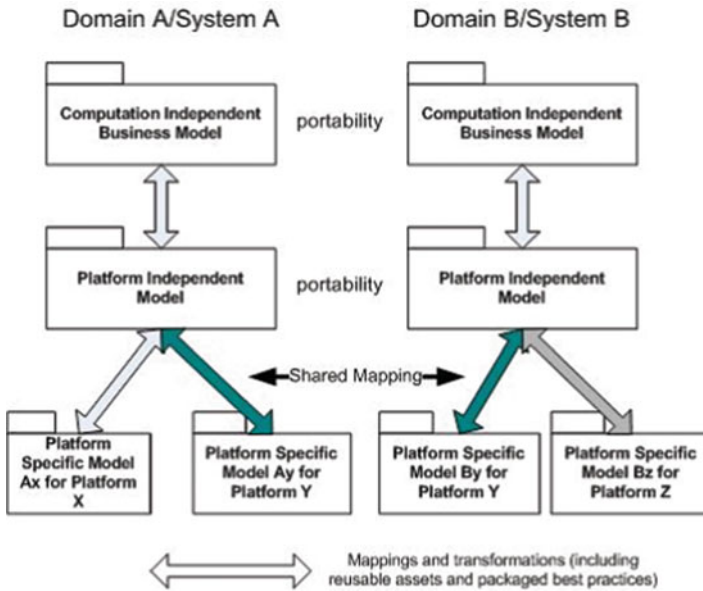 Domain A/System A
Domain B/System B
Computation Independent
Business Model
portability
Computation Independent
Business Model
Platform Independent
Model
portability
Platform Independent
Model
Shared Mapping
Platform
Specific Model
Ax for Platform
X
Platform Specific
Model Ay for
Platform Y
Platform Specific
Model By for
Platform Y
Platform Specific
Model Bz for
Platform Z
Mappings and transformations (including
reusable assets and packaged best practices)